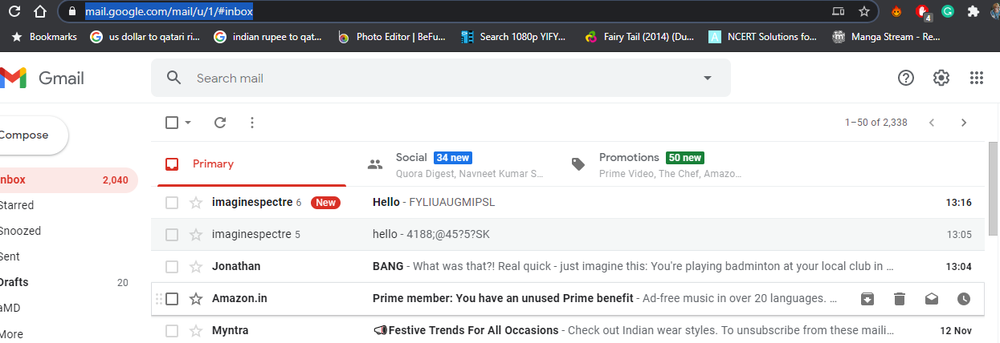 mail.google.com/mail/u/1/#inbox
4
Bookmarks us dollar to qatari ri... indian rupee to qat... Photo Editor | BeFu... Search 1080p YIFY... Fairy Tail (2014) (Du... NCERT Solutions fo... Manga Stream - Re...
Gmail Search mail
Compose 1–50 of 2,338
Primary Social 34 new Promotions 50 new
Quora Digest, Navneet Kumar S... Prime Video, The Chef, Amazo...
nbox 2,040
Starred
Snoozed
Sent
Drafts 20
aMD
More
imaginespectre 6 New Hello - FYLIUAUGMIPSL 13:16
imaginespectre 5 hello - 4188;@45?5?SK 13:05
Jonathan BANG - What was that?! Real quick - just imagine this: You're playing badminton at your local club in ... 13:04
Amazon.in Prime member: You have an unused Prime benefit - Ad-free music in over 20 languages. ...
Myntra Festive Trends For All Occasions - Check out Indian wear styles. To unsubscribe from these maili... 12 Nov